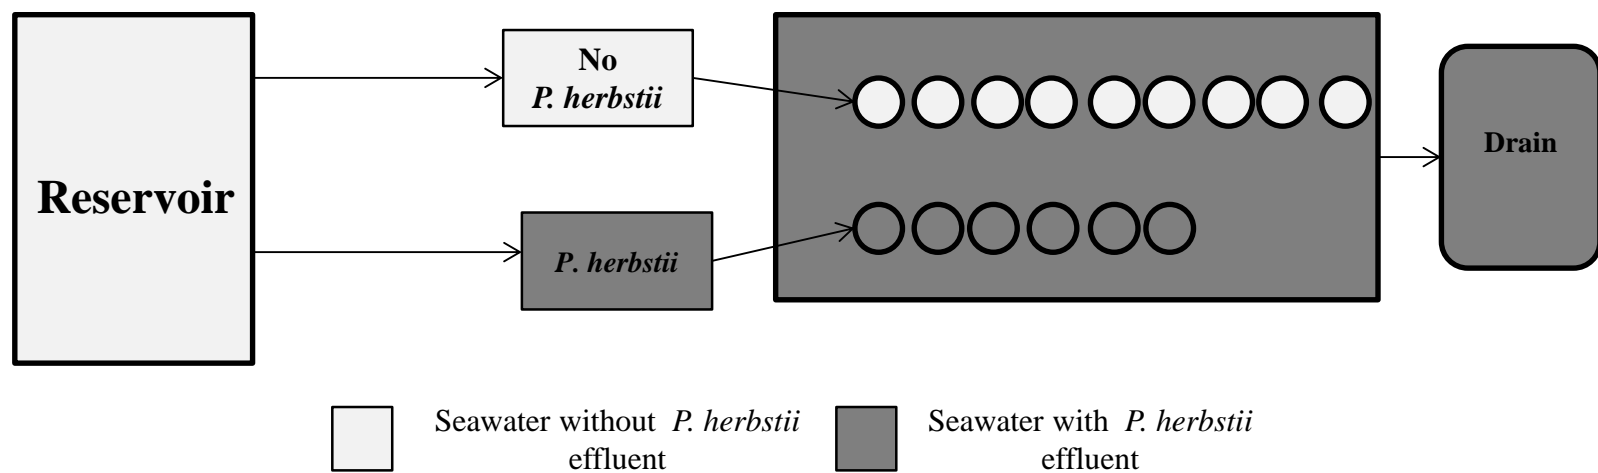 Reservoir
No
P. herbstii
P. herbstii
Drain
Seawater without P. herbstii
effluent
Seawater with P. herbstii
effluent